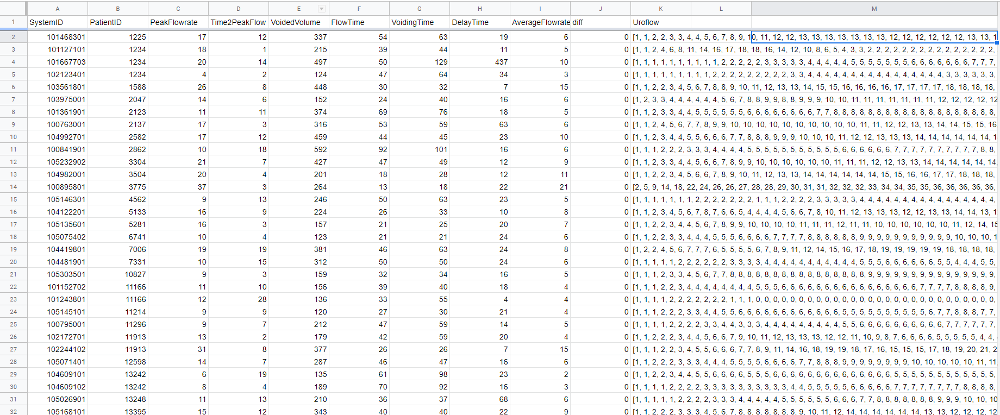 A B C D E F G H I J K L M
1 SystemID PatientID PeakFlowrate Time2PeakFlow VoidedVolume FlowTime VoidingTime DelayTime AverageFlowrate diff Uroflow
2 101468301 1225 17 12 337 54 63 19 6 0 [1, 1, 2, 2, 3, 3, 4, 4, 5, 6, 7, 8, 9, 10, 11, 12, 12, 13, 13, 13, 13, 13, 13, 13, 12, 12, 12, 12, 12, 12, 13, 13, 1
3 101127101 1234 18 1 215 39 44 11 5 0 [1, 1, 2, 4, 6, 8, 11, 14, 16, 17, 18, 18, 16, 14, 12, 10, 8, 6, 5, 4, 3, 3, 2, 2, 2, 2, 2, 2, 2, 2, 2, 2, 2, 2, 2, 2, 2,
4 101667703 1234 20 14 497 50 129 437 10 0 [1, 1, 1, 1, 1, 1, 1, 1, 1, 1, 2, 2, 2, 2, 2, 3, 3, 3, 3, 3, 4, 4, 4, 4, 4, 5, 5, 5, 5, 5, 5, 5, 6, 6, 6, 6, 6, 6, 6, 7, 7, 7,
5 102123401 1234 4 2 124 47 64 34 3 0 [1, 1, 1, 1, 1, 1, 1, 1, 1, 2, 2, 2, 2, 2, 2, 2, 2, 2, 3, 3, 4, 4, 4, 4, 4, 4, 4, 4, 4, 4, 4, 4, 4, 4, 4, 4, 3, 3, 3, 3, 3, 3,
6 103561801 1588 26 8 448 30 32 7 15 0 [1, 1, 2, 2, 3, 4, 5, 6, 7, 8, 8, 9, 10, 11, 12, 13, 13, 14, 15, 15, 16, 16, 16, 16, 17, 17, 17, 17, 18, 18, 18, 18,
7 103975001 2047 14 6 152 24 40 16 6 0 [1, 2, 3, 3, 4, 4, 4, 4, 4, 4, 5, 6, 7, 8, 8, 9, 9, 8, 8, 9, 9, 9, 10, 10, 11, 11, 11, 11, 11, 11, 11, 12, 12, 12, 12, 12
8 101361901 2123 11 11 374 69 76 18 5 0 [1, 1, 2, 3, 3, 4, 4, 5, 5, 5, 5, 5, 5, 6, 6, 6, 6, 6, 6, 6, 6, 7, 7, 8, 8, 8, 8, 8, 8, 8, 8, 8, 8, 8, 8, 8, 8, 8, 8, 8, 8, 8,
9 100763001 2137 17 3 316 53 59 63 6 0 [1, 1, 2, 4, 5, 6, 7, 7, 8, 9, 9, 10, 10, 10, 10, 10, 10, 10, 10, 10, 10, 11, 11, 12, 12, 13, 13, 14, 14, 15, 15, 16
10 104992701 2582 17 12 459 44 45 23 10 0 [1, 1, 2, 3, 4, 4, 5, 5, 6, 6, 6, 7, 7, 8, 8, 8, 9, 9, 9, 10, 10, 10, 11, 12, 12, 13, 13, 13, 14, 14, 14, 14, 14, 14, 1
11 100841901 2862 10 18 592 92 101 16 6 0 [1, 1, 1, 2, 2, 2, 3, 3, 3, 4, 4, 4, 4, 5, 5, 5, 5, 5, 5, 5, 5, 5, 5, 5, 6, 6, 6, 6, 6, 6, 7, 7, 7, 7, 7, 7, 7, 7, 7, 7, 8, 8,
12 105232902 3304 21 7 427 47 49 12 9 0 [1, 1, 2, 3, 3, 4, 4, 5, 6, 6, 7, 8, 9, 9, 10, 10, 10, 10, 10, 10, 11, 11, 11, 12, 12, 13, 13, 14, 14, 14, 14, 14, 14,
13 104982001 3504 20 4 201 18 28 12 11 0 [1, 1, 2, 2, 3, 4, 5, 6, 6, 7, 8, 9, 10, 11, 12, 13, 13, 14, 14, 14, 14, 14, 14, 15, 15, 16, 16, 17, 17, 18, 18, 18,
14 100895801 3775 37 3 264 13 18 22 21 0 [2, 5, 9, 14, 18, 22, 24, 26, 26, 27, 28, 28, 29, 30, 31, 31, 32, 32, 32, 33, 34, 34, 35, 35, 36, 36, 36, 36, 36,
15 105146301 4562 9 13 246 50 63 23 5 0 [1, 1, 1, 1, 1, 1, 1, 2, 2, 2, 2, 2, 2, 2, 1, 1, 1, 2, 2, 2, 2, 3, 3, 3, 3, 3, 4, 4, 4, 4, 4, 4, 4, 4, 4, 4, 4, 4, 4, 4, 4, 4,
16 104122201 5133 16 9 224 26 33 10 8 0 [1, 1, 2, 3, 4, 5, 6, 7, 8, 7, 6, 6, 5, 4, 4, 4, 4, 5, 6, 6, 7, 8, 10, 11, 12, 13, 13, 13, 12, 12, 13, 13, 14, 14, 13, 1
17 105135601 5281 16 3 157 21 25 20 7 0 [1, 1, 2, 2, 3, 4, 4, 5, 6, 7, 8, 9, 9, 10, 10, 10, 10, 11, 11, 11, 12, 11, 11, 10, 10, 10, 10, 10, 10, 11, 12, 14, 15
18 105075402 6741 10 4 123 21 21 24 6 0 [1, 1, 2, 2, 3, 3, 4, 4, 4, 5, 5, 5, 6, 6, 6, 6, 7, 7, 7, 7, 8, 8, 8, 8, 8, 8, 9, 9, 9, 9, 9, 9, 9, 9, 9, 9, 9, 10, 10, 10, 1
19 104419801 7006 19 19 381 46 63 24 8 0 [1, 2, 2, 4, 5, 6, 7, 7, 7, 6, 5, 5, 5, 5, 6, 7, 8, 9, 11, 12, 14, 15, 16, 17, 18, 19, 19, 19, 19, 19, 18, 18, 18, 18,
20 104481901 7331 10 15 312 50 50 24 6 0 [1, 1, 1, 1, 1, 2, 2, 2, 2, 2, 2, 3, 3, 3, 3, 4, 4, 4, 4, 4, 4, 4, 4, 4, 4, 4, 5, 5, 5, 6, 6, 6, 6, 6, 6, 5, 5, 4, 4, 4, 5, 5,
21 105303501 10827 9 3 159 32 34 16 5 0 [1, 1, 1, 2, 3, 3, 4, 5, 6, 7, 7, 8, 8, 8, 8, 8, 8, 8, 8, 8, 8, 8, 8, 8, 8, 8, 8, 9, 9, 9, 9, 9, 9, 9, 9, 9, 9, 9, 9, 9, 9, 9,
22 101152702 11166 11 10 156 39 40 18 4 0 [1, 1, 1, 2, 2, 3, 4, 4, 4, 4, 4, 4, 4, 4, 5, 5, 5, 6, 6, 6, 6, 6, 6, 6, 6, 6, 6, 6, 6, 6, 6, 6, 6, 7, 7, 7, 7, 8, 8, 8, 8, 9,
23 101243801 11166 12 28 136 33 55 4 4 0 [1, 1, 1, 1, 2, 2, 2, 2, 2, 2, 2, 1, 1, 1, 0, 0, 0, 0, 0, 0, 0, 0, 0, 0, 0, 0, 0, 0, 0, 0, 0, 0, 0, 0, 0, 0, 0, 0, 0, 0, 0, 0,
24 105145101 11214 9 9 120 27 30 21 4 0 [1, 1, 1, 2, 2, 2, 3, 3, 4, 4, 5, 5, 6, 6, 6, 6, 6, 6, 6, 6, 6, 6, 6, 6, 5, 5, 5, 5, 5, 5, 5, 5, 5, 5, 6, 7, 7, 8, 8, 8, 7, 7,
25 100795001 11296 9 7 212 47 59 14 5 0 [1, 1, 1, 1, 2, 2, 2, 2, 3, 3, 4, 4, 3, 3, 3, 4, 4, 4, 4, 4, 4, 4, 4, 4, 5, 5, 6, 6, 6, 6, 6, 6, 6, 6, 6, 6, 7, 7, 7, 7, 7, 7,
26 102172701 11913 13 2 179 42 59 20 4 0 [1, 1, 2, 2, 2, 3, 4, 4, 5, 6, 6, 7, 9, 10, 11, 12, 13, 13, 13, 12, 12, 11, 10, 9, 8, 7, 6, 6, 6, 6, 5, 5, 5, 5, 5, 4, 4,
27 102244102 11913 31 8 377 26 26 7 15 0 [1, 1, 1, 2, 2, 3, 4, 5, 5, 6, 6, 6, 7, 7, 8, 9, 11, 14, 16, 18, 19, 19, 18, 17, 16, 15, 15, 15, 17, 18, 19, 20, 21, 2
28 105071401 12598 14 7 287 46 47 16 6 0 [1, 1, 2, 2, 2, 3, 3, 3, 4, 4, 4, 5, 5, 5, 5, 6, 6, 6, 6, 7, 7, 8, 8, 8, 9, 9, 9, 9, 9, 9, 9, 9, 10, 10, 10, 10, 10, 11, 11
29 104609101 13242 6 19 135 61 98 23 2 0 [1, 1, 2, 2, 3, 4, 4, 5, 5, 6, 6, 6, 6, 5, 5, 6, 6, 6, 6, 6, 6, 6, 6, 6, 6, 6, 6, 6, 6, 6, 5, 5, 5, 5, 5, 5, 5, 5, 5, 5, 5, 5,
30 104609102 13242 8 4 189 70 92 16 3 0 [1, 1, 1, 1, 2, 2, 2, 2, 3, 3, 3, 3, 3, 3, 3, 3, 3, 3, 4, 4, 5, 5, 5, 5, 5, 6, 6, 6, 6, 6, 7, 7, 7, 7, 7, 7, 7, 7, 8, 8, 8, 8,
31 105026901 13248 11 13 210 36 37 68 6 0 [1, 1, 1, 1, 1, 2, 2, 2, 2, 3, 3, 3, 4, 4, 4, 4, 4, 5, 5, 5, 5, 5, 5, 6, 6, 6, 7, 7, 8, 8, 8, 8, 8, 8, 8, 9, 9, 9, 10, 10, 10
32 105168101 13395 15 12 343 40 40 22 9 0 [1, 1, 2, 2, 2, 3, 3, 3, 4, 5, 6, 7, 8, 8, 8, 8, 8, 8, 8, 9, 10, 11, 12, 14, 14, 14, 14, 14, 14, 13, 13, 12, 12, 12, 12